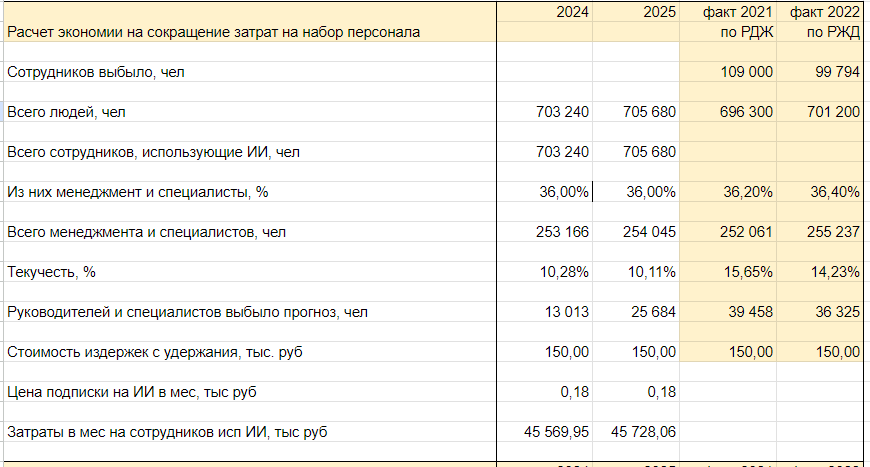 2024 2025 факт 2021 факт 2022
Расчет экономии на сокращение затрат на набор персонала по РДЖ по РЖД
Сотрудников выбыло, чел 109 000 99 794
Всего людей, чел 703 240 705 680 696 300 701 200
Всего сотрудников, использующие ИИ, чел 703 240 705 680
Из них менеджмент и специалисты, % 36,00% 36,00% 36,20% 36,40%
Всего менеджмента и специалистов, чел 253 166 254 045 252 061 255 237
Текучесть, % 10,28% 10,11% 15,65% 14,23%
Руководителей и специалистов выбыло прогноз, чел 13 013 25 684 39 458 36 325
Стоимость издержек с удержания, тыс. руб 150,00 150,00 150,00 150,00
Цена подписки на ИИ в мес, тыс руб 0,18 0,18
Затраты в мес на сотрудников исп ИИ, тыс руб 45 569,95 45 728,06